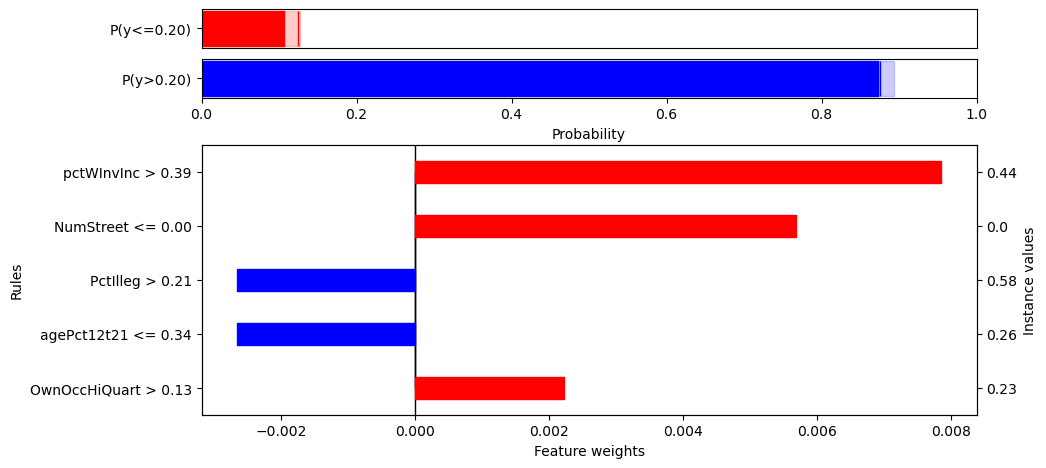 P(y<=0.20)
P(y>0.20)
0.0 0.2 0.4 0.6 0.8 1.0
Probability
pctWInvInc > 0.39 0.44
NumStreet <= 0.00 0.0
PctIlleg > 0.21 0.58
agePct12t21 <= 0.34 0.26
OwnOccHiQuart > 0.13 0.23
Rules
Instance values
−0.002 0.000 0.002 0.004 0.006 0.008
Feature weights